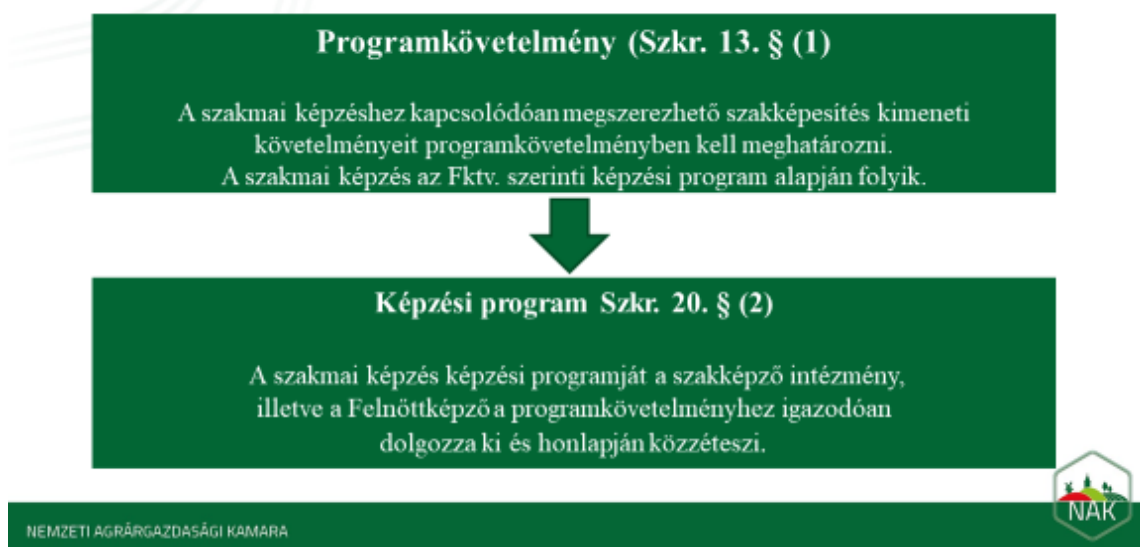 Programkövetelmény (Szkr. 13. § (1)
A szakmai képzéshez kapcsolódóan megszerezhető szakképesítés kimeneti
követelményeit programkövetelményben kell meghatározni.
A szakmai képzés az Fktv. szerinti képzési program alapján folyik.
Képzési program Szkr. 20. § (2)
A szakmai képzés képzési programját a szakképző intézmény,
illetve a Felnőttképző a programkövetelményhez igazodóan
dolgozza ki és honlapján közzéteszi.
NAK
NEMZETI AGRÁRGAZDASÁGI KAMARA